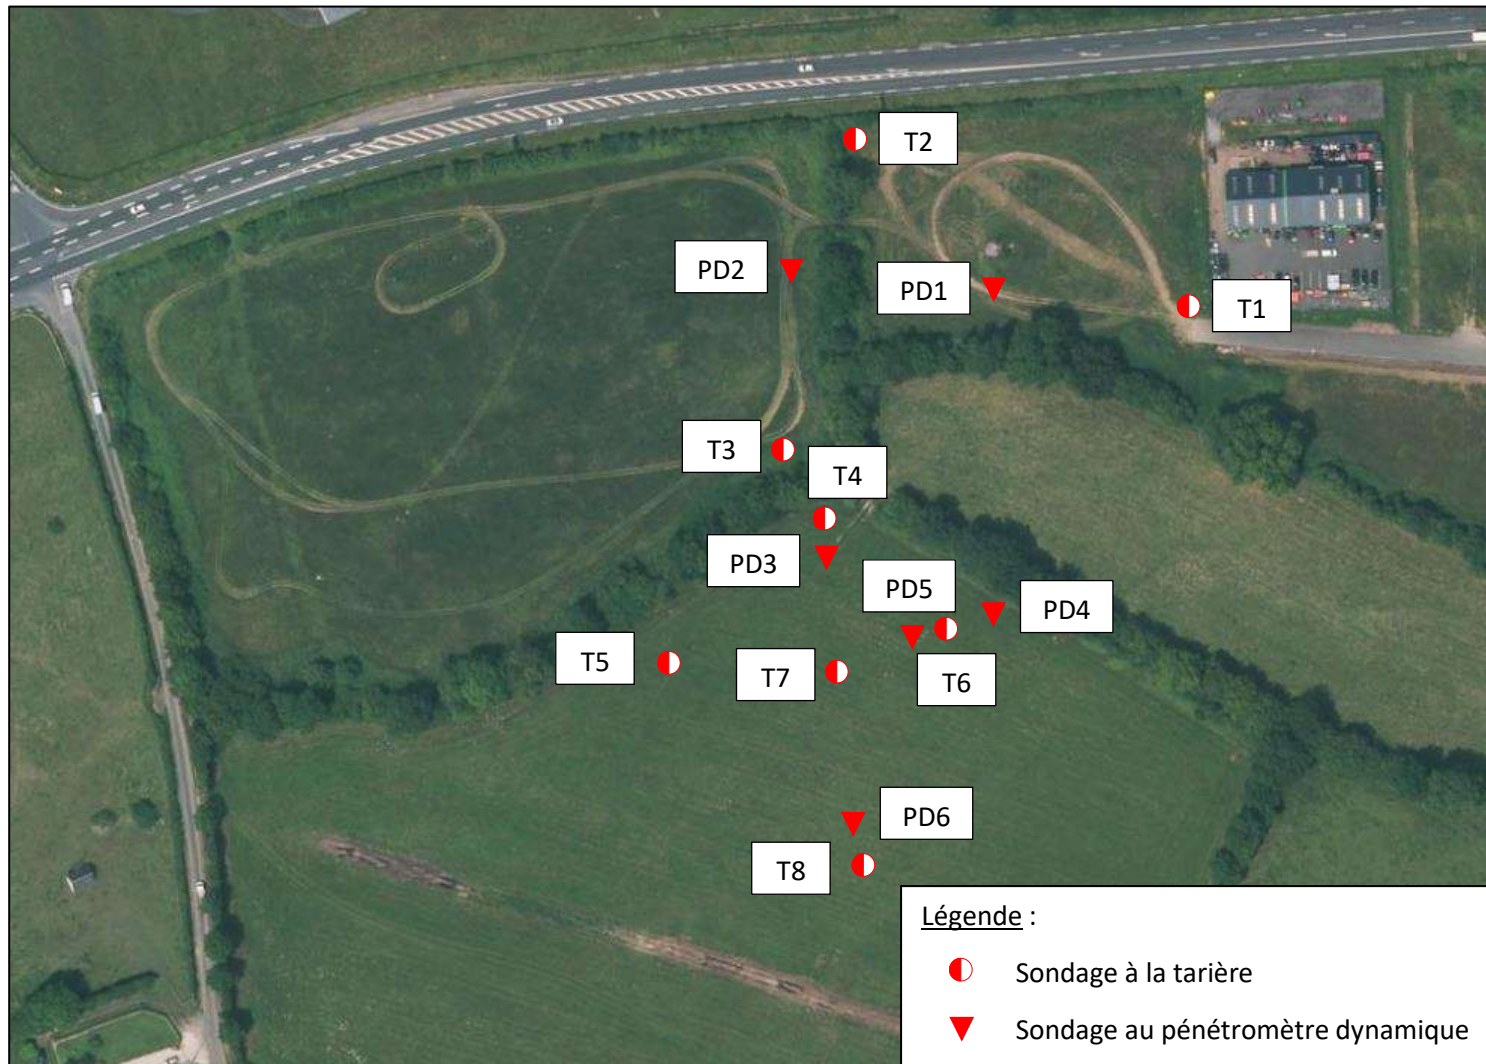 T2
PD2
PD1
T1
T3
T4
PD3
PD5
PD4
T5
T7
T6
PD6
T8
Légende :
Sondage à la tarière
Sondage au pénétromètre dynamique